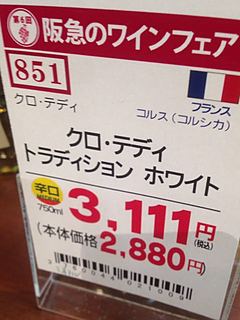 第6回
阪急のワインフェア
851
クロ・テディ
フランス
コルス(コルシカ)
クロ・テディ
トラディション ホワイト
辛口
750ml
3,111円(税込)
(本体価格2,880円)